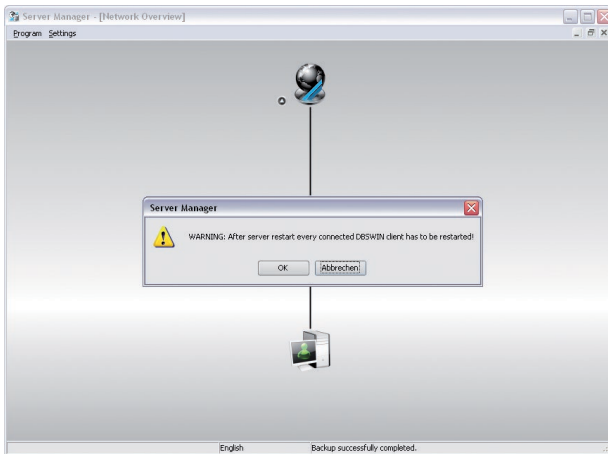 Server Manager - [Network Overview]
Program Settings
Server Manager
WARNING: After server restart every connected DBSWIN client has to be restarted!
OK
Abbrechen
English
Backup successfully completed.